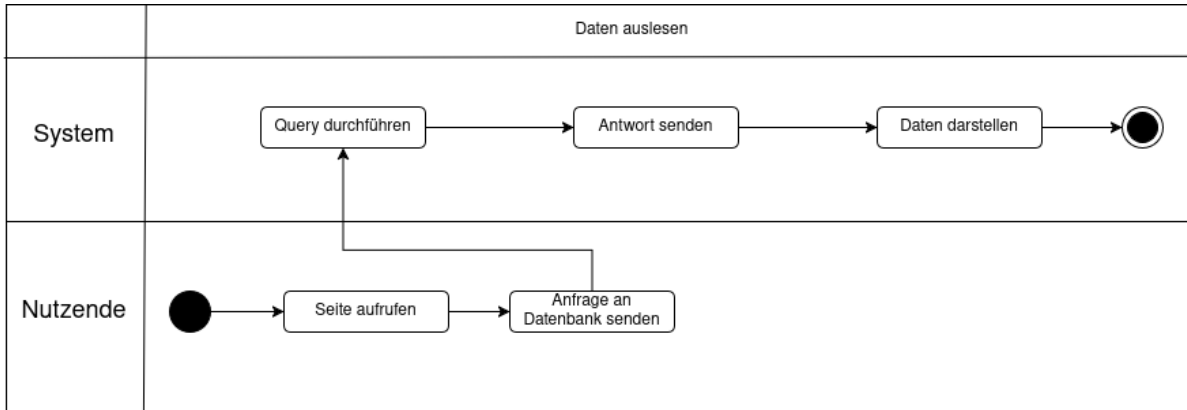 Daten auslesen
System
Query durchführen
Antwort senden
Daten darstellen
Nutzende
Seite aufrufen
Anfrage an
Datenbank senden